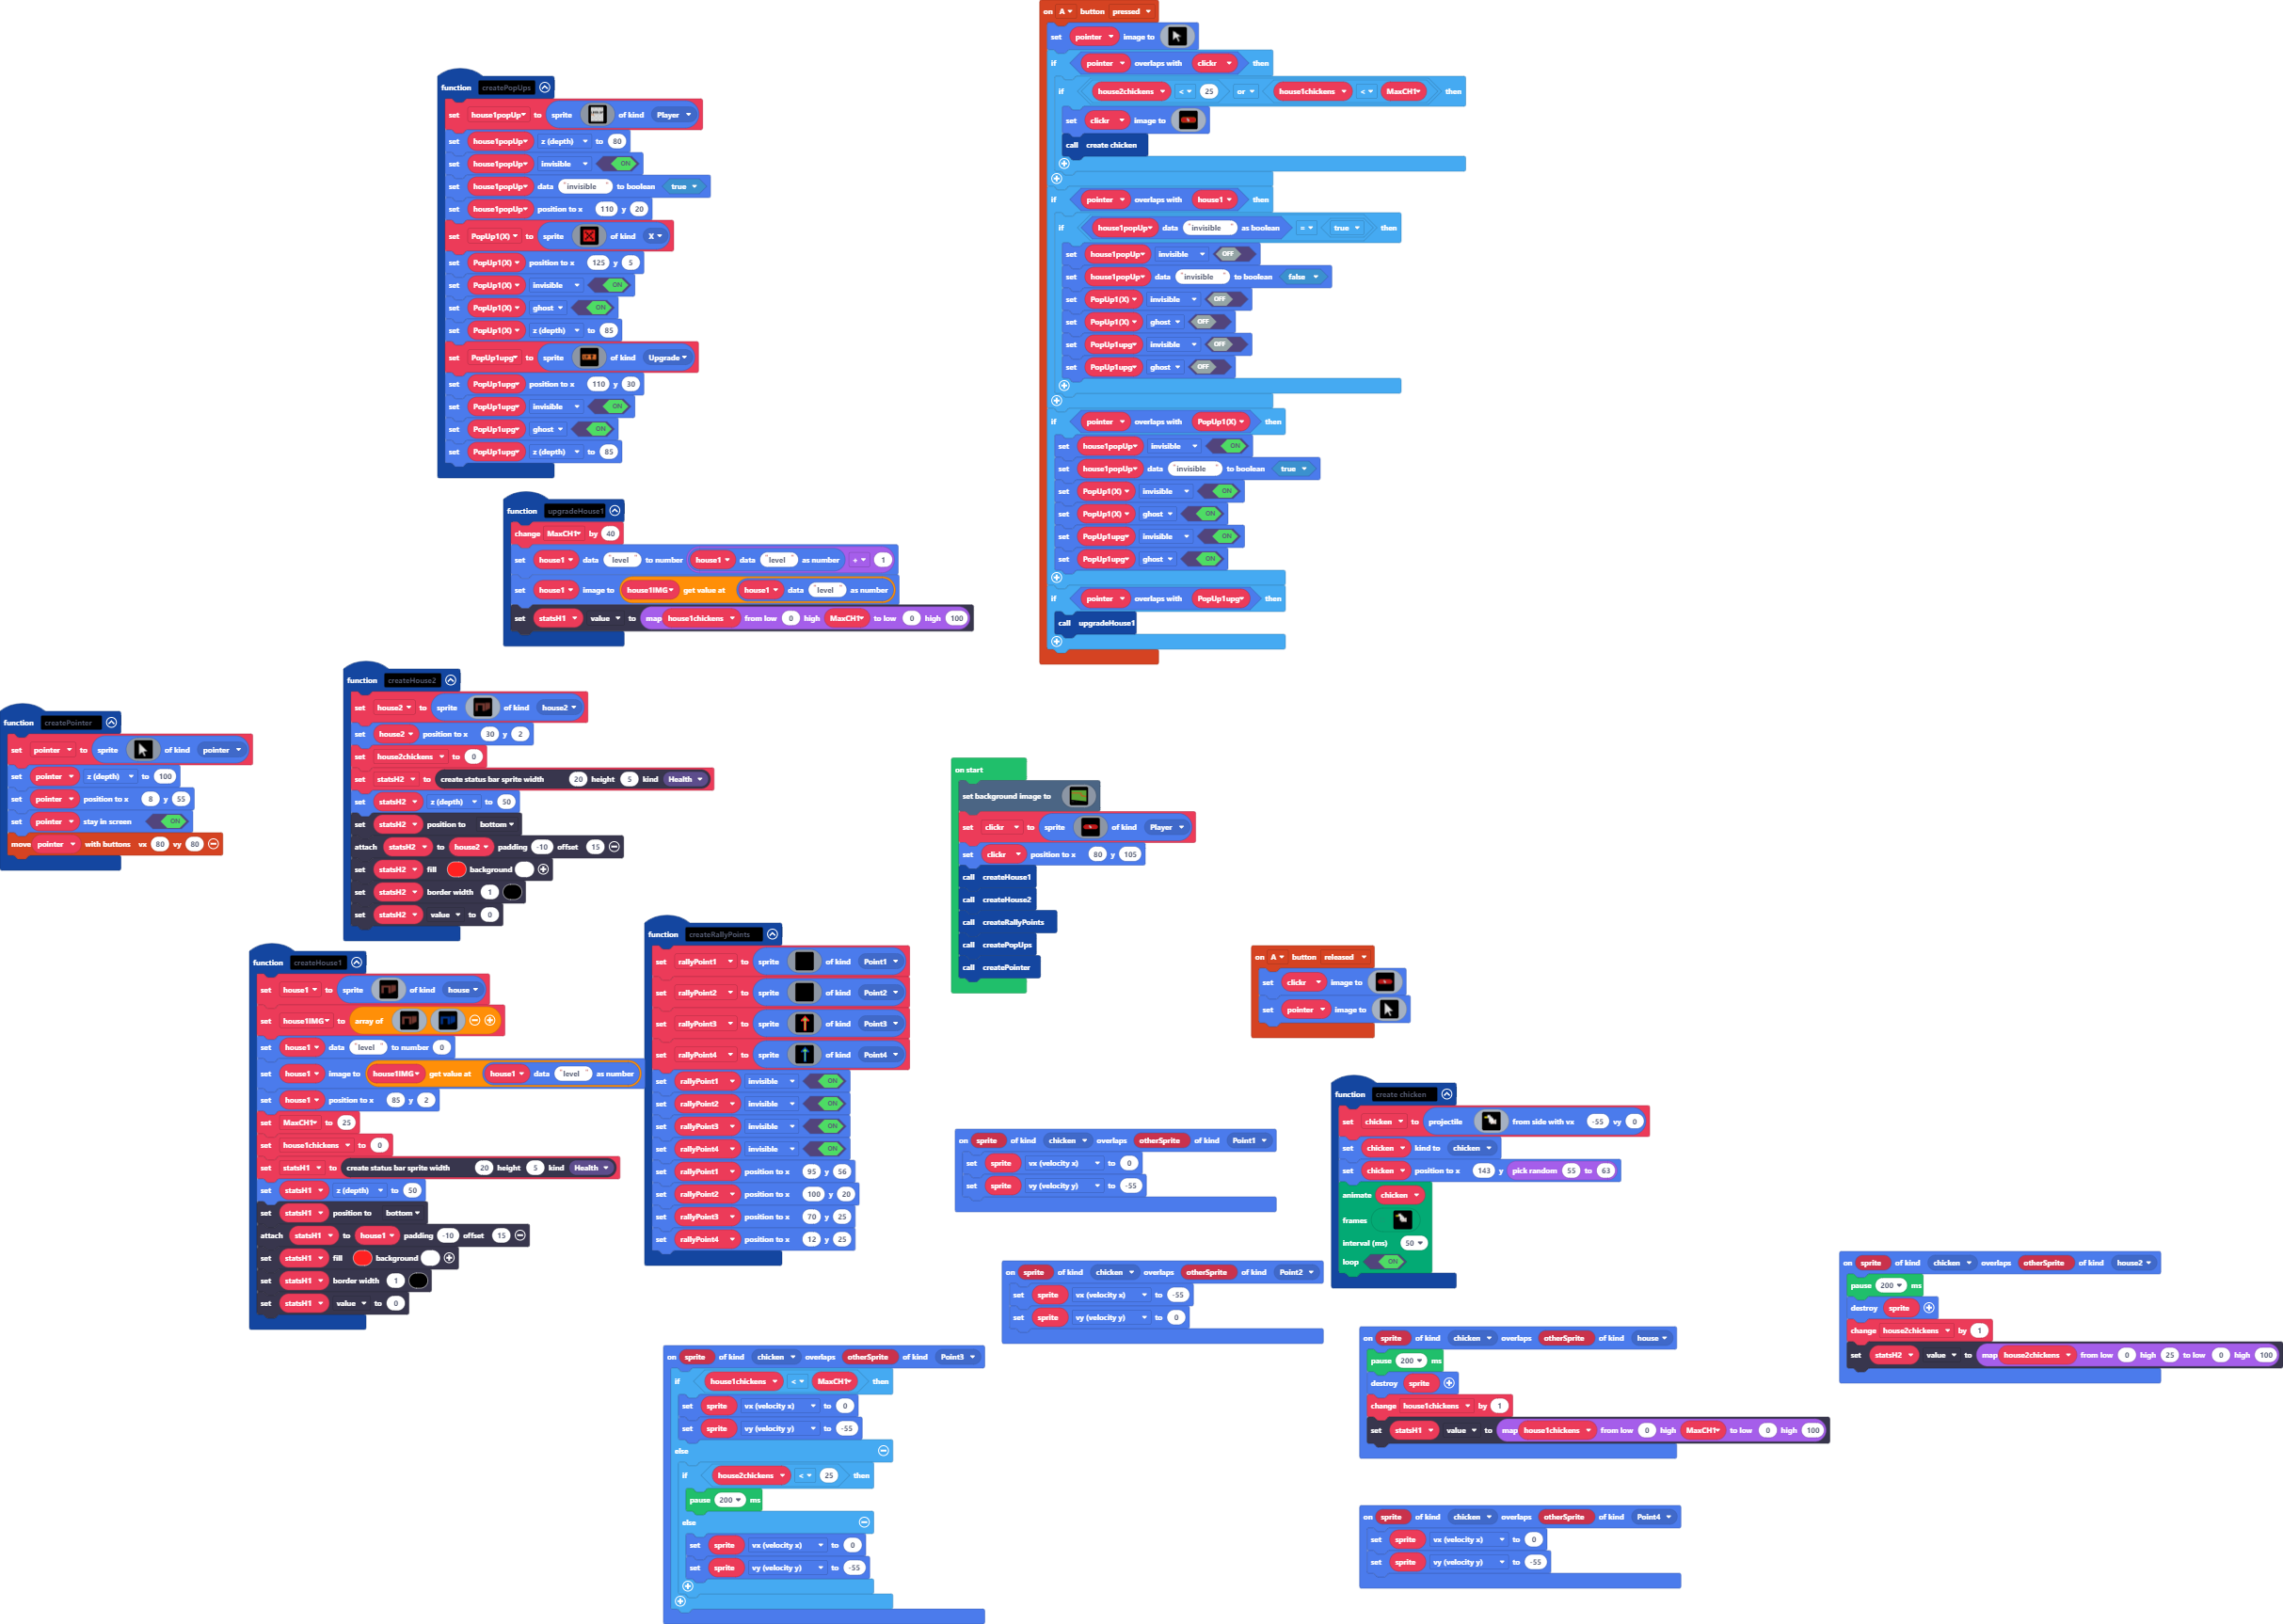 function createPopUps
set house1popUp to sprite of kind Player
set house1popUp z (depth) to 80
set house1popUp invisible ON
set house1popUp data "invisible" to boolean true
set house1popUp position to x 110 y 20
set PopUp1(X) to sprite of kind X
set PopUp1(X) position to x 125 y 5
set PopUp1(X) invisible ON
set PopUp1(X) ghost ON
set PopUp1(X) z (depth) to 85
set PopUp1upg to sprite of kind Upgrade
set PopUp1upg position to x 110 y 30
set PopUp1upg invisible ON
set PopUp1upg ghost ON
set PopUp1upg z (depth) to 85
function upgradeHouse1
change MaxCH1 by 40
set house1 data "level" to number house1 data "level" as number + 1
set house1 image to house1IMG get value at house1 data "level" as number
set statsH1 value to map house1chickens from low 0 high MaxCH1 to low 0 high 100
on A button pressed
set pointer image to
if pointer overlaps with clickr then
if house2chickens < 25 or house1chickens < MaxCH1 then
set clickr image to
call create chicken
if pointer overlaps with house1 then
if house1popUp data "invisible" as boolean = true then
set house1popUp invisible OFF
set house1popUp data "invisible" to boolean false
set PopUp1(X) invisible OFF
set PopUp1(X) ghost OFF
set PopUp1upg invisible OFF
set PopUp1upg ghost OFF
if pointer overlaps with PopUp1(X) then
set house1popUp invisible ON
set house1popUp data "invisible" to boolean true
set PopUp1(X) invisible ON
set PopUp1(X) ghost ON
set PopUp1upg invisible ON
set PopUp1upg ghost ON
if pointer overlaps with PopUp1upg then
call upgradeHouse1
function createPointer
set pointer to sprite of kind pointer
set pointer z (depth) to 100
set pointer position to x 8 y 55
set pointer stay in screen ON
move pointer with buttons vx 80 vy 80
function createHouse2
set house2 to sprite of kind house2
set house2 position to x 30 y 2
set house2chickens to 0
set statsH2 to create status bar sprite width 20 height 5 kind Health
set statsH2 z (depth) to 50
set statsH2 position to bottom
attach statsH2 to house2 padding -10 offset 15
set statsH2 fill background
set statsH2 border width 1
set statsH2 value to 0
function createHouse1
set house1 to sprite of kind house
set house1IMG to array of
set house1 data "level" to number 0
set house1 image to house1IMG get value at house1 data "level" as number
set house1 position to x 85 y 2
set MaxCH1 to 25
set house1chickens to 0
set statsH1 to create status bar sprite width 20 height 5 kind Health
set statsH1 z (depth) to 50
set statsH1 position to bottom
attach statsH1 to house1 padding -10 offset 15
set statsH1 fill background
set statsH1 border width 1
set statsH1 value to 0
function createRallyPoints
set rallyPoint1 to sprite of kind Point1
set rallyPoint2 to sprite of kind Point2
set rallyPoint3 to sprite of kind Point3
set rallyPoint4 to sprite of kind Point4
set rallyPoint1 invisible ON
set rallyPoint2 invisible ON
set rallyPoint3 invisible ON
set rallyPoint4 invisible ON
set rallyPoint1 position to x 95 y 56
set rallyPoint2 position to x 100 y 20
set rallyPoint3 position to x 70 y 25
set rallyPoint4 position to x 12 y 25
on start
set background image to
set clickr to sprite of kind Player
set clickr position to x 80 y 105
call createHouse1
call createHouse2
call createRallyPoints
call createPopUps
call createPointer
on A button released
set clickr image to
set pointer image to
function create chicken
set chicken to projectile from side with vx -55 vy 0
set chicken kind to chicken
set chicken position to x 143 y pick random 55 to 63
animate chicken
frames
interval (ms) 50
loop ON
on sprite of kind chicken overlaps otherSprite of kind Point1
set sprite vx (velocity x) to 0
set sprite vy (velocity y) to -55
on sprite of kind chicken overlaps otherSprite of kind Point2
set sprite vx (velocity x) to -55
set sprite vy (velocity y) to 0
on sprite of kind chicken overlaps otherSprite of kind Point3
if house1chickens < MaxCH1 then
set sprite vx (velocity x) to 0
set sprite vy (velocity y) to -55
else
if house2chickens < 25 then
pause 200 ms
else
set sprite vx (velocity x) to 0
set sprite vy (velocity y) to -55
on sprite of kind chicken overlaps otherSprite of kind house2
pause 200 ms
destroy sprite
change house2chickens by 1
set statsH2 value to map house2chickens from low 0 high 25 to low 0 high 100
on sprite of kind chicken overlaps otherSprite of kind house
pause 200 ms
destroy sprite
change house1chickens by 1
set statsH1 value to map house1chickens from low 0 high MaxCH1 to low 0 high 100
on sprite of kind chicken overlaps otherSprite of kind Point4
set sprite vx (velocity x) to 0
set sprite vy (velocity y) to -55